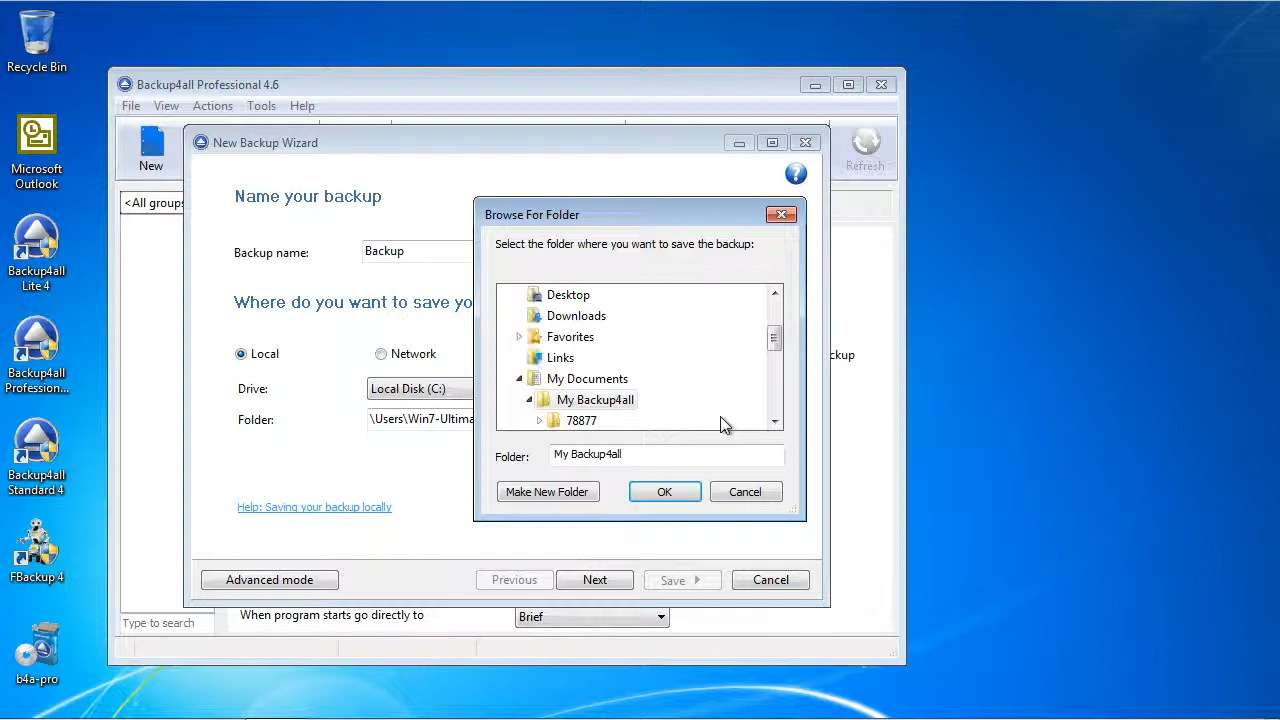 Recycle Bin
Microsoft
Outlook
Backup4all
Lite 4
Backup4all
Profession...
Backup4all
Standard 4
FBackup 4
b4a-pro
Backup4all Professional 4.6
File View Actions Tools Help
New
Refresh
<All groups
Type to search
When program starts go directly to
Brief
New Backup Wizard
Name your backup
Backup name:
Backup
Where do you want to save yo
Local
Network
ckup
Drive:
Local Disk (C:)
Folder:
\Users\Win7-Ultima
Help: Saving your backup locally
Advanced mode
Previous
Next
Save
Cancel
Browse For Folder
Select the folder where you want to save the backup:
Desktop
Downloads
Favorites
Links
My Documents
My Backup4all
78877
Folder:
My Backup4all
Make New Folder
OK
Cancel